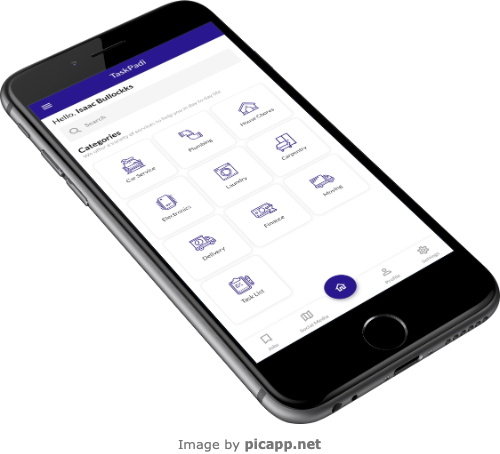 TaskPadi
Hello, Isaac Bullockks
Search
Categories
We offer a variety of services to help you in day to day life.
Car Service
Plumbing
House Chores
Electronics
Laundry
Carpentry
Delivery
Finance
Moving
Task List
Jobs
Social Media
Profile
Settings
Image by picapp.net